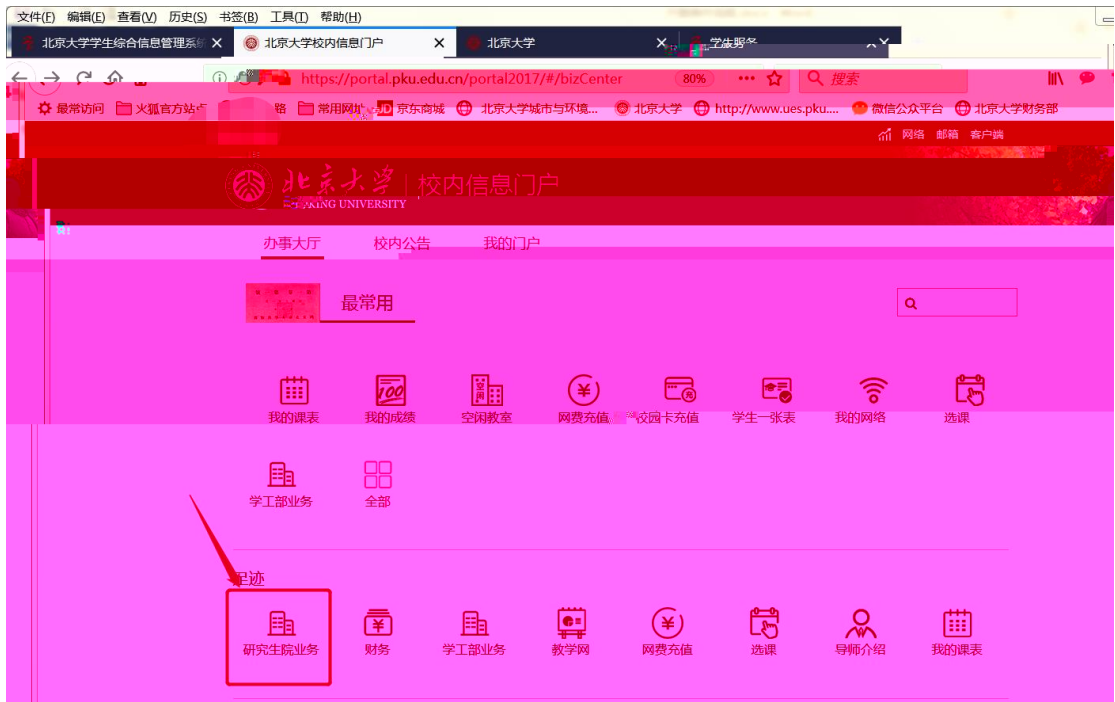 文件(F) 编辑(E) 查看(V) 历史(S) 书签(B) 工具(T) 帮助(H)
北京大学学生综合信息管理系统 北京大学校内信息门户 北京大学
https://portal.pku.edu.cn/portal2017/#/bizCenter 80% 搜索
最常访问 火狐官方站点 常用网址 JD 京东商城 北京大学城市与环境... 北京大学 http://www.ues.pku.... 微信公众平台 北京大学财务部
网络 邮箱 客户端
北京大学 校内信息门户
PEKING UNIVERSITY
办事大厅 校内公告 我的门户
最常用
100 空闲
我的课表 我的成绩 空闲教室 网费充值 校园卡充值 学生一张表 我的网络 选课
学工部业务 全部
足迹
研究生院业务 财务 学工部业务 教学网 网费充值 选课 导师介绍 我的课表